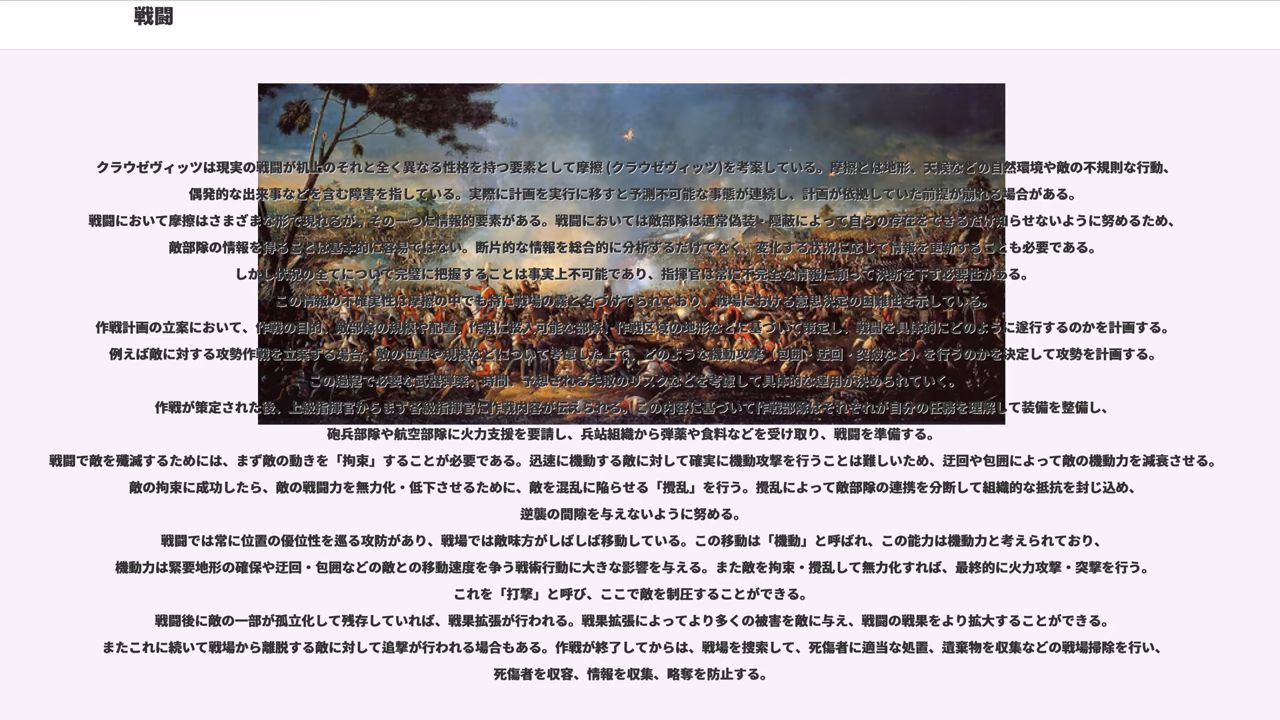 戦闘
クラウゼヴィッツは現実の戦闘が机上のそれと全く異なる性格を持つ要素として摩擦 (クラウゼヴィッツ)を考案している。摩擦とは地形、天候などの自然環境や敵の不規則な行動、
偶発的な出来事などを含む障害を指している。実際に計画を実行に移すと予測不可能な事態が連続し、計画が依拠していた前提が崩れる場合がある。
戦闘において摩擦はさまざまな形で現れるが、その一つに情報的要素がある。戦闘においては敵部隊は通常偽装・隠蔽によって自らの存在をできるだけ知らせないように努めるため、
敵部隊の情報を得ることは基本的に容易ではない。断片的な情報を総合的に分析するだけでなく、変化する状況に応じて情報を更新することも必要である。
しかし状況の全てについて完璧に把握することは事実上不可能であり、指揮官は常に不完全な情報に頼って決断を下す必要性がある。
この情報の不確実性は摩擦の中でも特に戦場の霧と名づけてられており、戦場における意思決定の困難性を示している。
作戦計画の立案において、作戦の目的、敵部隊の規模や配置、作戦に投入可能な部隊、作戦区域の地形などに基づいて策定し、戦闘を具体的にどのように遂行するのかを計画する。
例えば敵に対する攻勢作戦を立案する場合、敵の位置や規模などについて考慮した上で、どのような機動攻撃（包囲・迂回・突破など）を行うのかを決定して攻勢を計画する。
この過程で必要な武器弾薬、時間、予想される失敗のリスクなどを考慮して具体的な運用が決められていく。
作戦が策定された後、上級指揮官からまず各級指揮官に作戦内容が伝えられる。この内容に基づいて作戦部隊はそれぞれが自分の任務を理解して装備を整備し、
砲兵部隊や航空部隊に火力支援を要請し、兵站組織から弾薬や食料などを受け取り、戦闘を準備する。
戦闘で敵を殲滅するためには、まず敵の動きを「拘束」することが必要である。迅速に機動する敵に対して確実に機動攻撃を行うことは難しいため、迂回や包囲によって敵の機動力を減衰させる。
敵の拘束に成功したら、敵の戦闘力を無力化・低下させるために、敵を混乱に陥らせる「攪乱」を行う。攪乱によって敵部隊の連携を分断して組織的な抵抗を封じ込め、
逆襲の間隙を与えないように努める。
戦闘では常に位置の優位性を巡る攻防があり、戦場では敵味方がしばしば移動している。この移動は「機動」と呼ばれ、この能力は機動力と考えられており、
機動力は緊要地形の確保や迂回・包囲などの敵との移動速度を争う戦術行動に大きな影響を与える。また敵を拘束・攪乱して無力化すれば、最終的に火力攻撃・突撃を行う。
これを「打撃」と呼び、ここで敵を制圧することができる。
戦闘後に敵の一部が孤立化して残存していれば、戦果拡張が行われる。戦果拡張によってより多くの被害を敵に与え、戦闘の戦果をより拡大することができる。
またこれに続いて戦場から離脱する敵に対して追撃が行われる場合もある。作戦が終了してからは、戦場を捜索して、死傷者に適当な処置、遺棄物を収集などの戦場掃除を行い、
死傷者を収容、情報を収集、略奪を防止する。